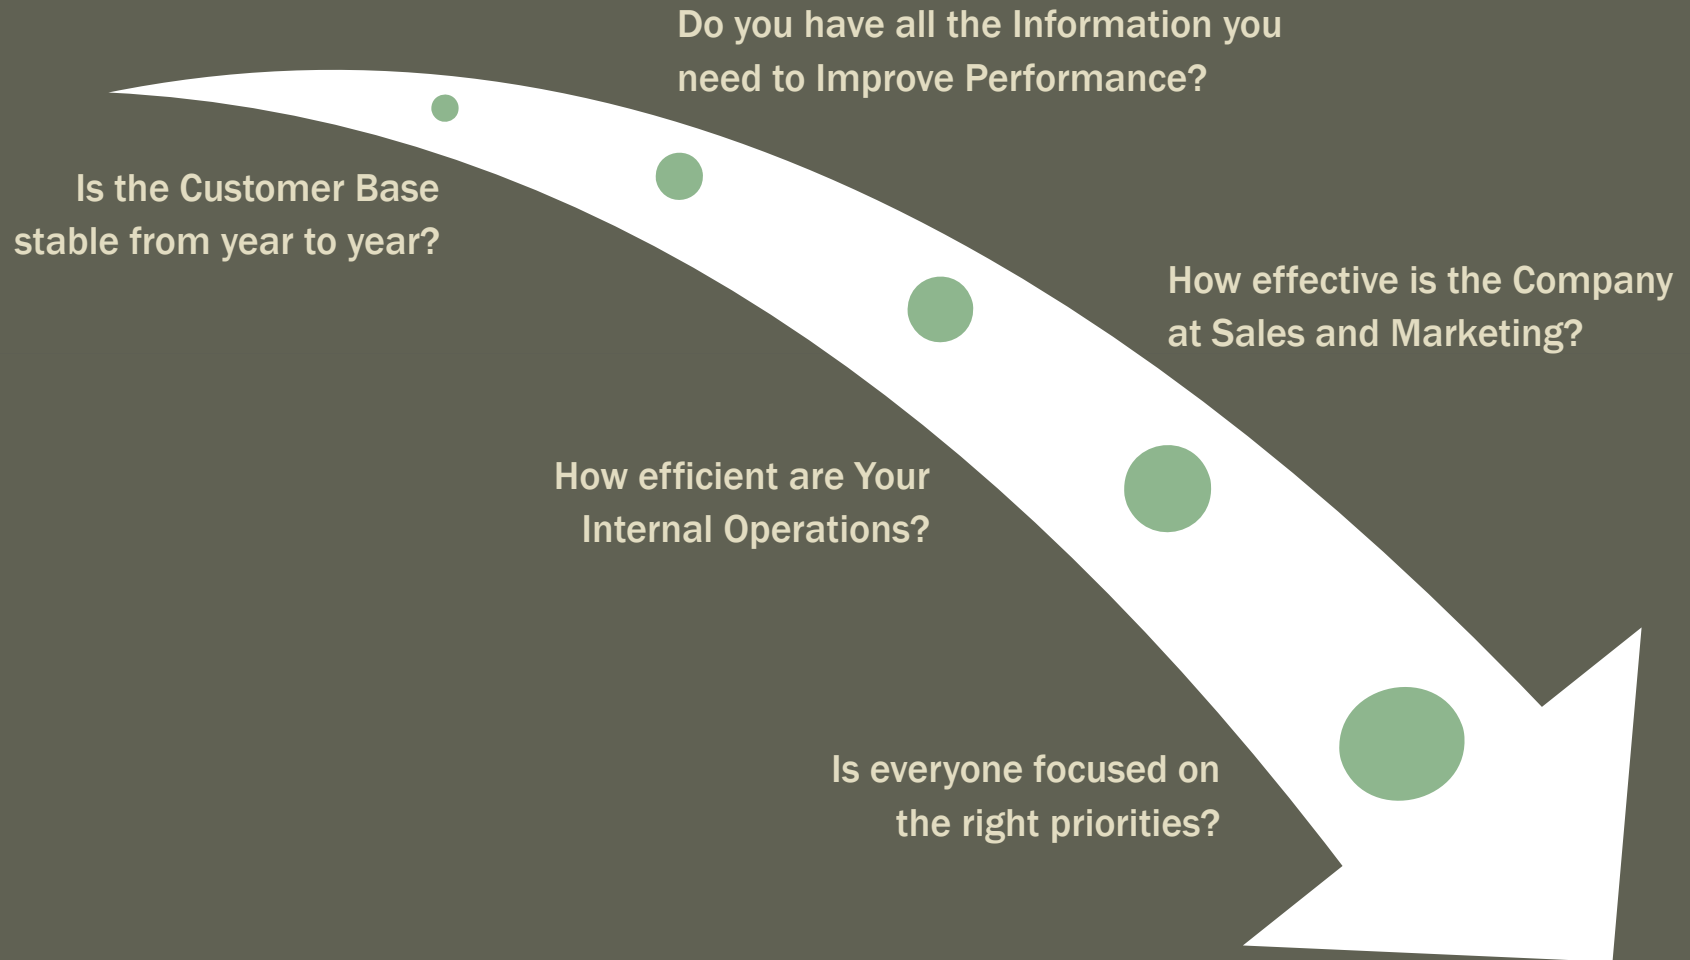 Do you have all the Information you
need to Improve Performance?
Is the Customer Base
stable from year to year?
How effective is the Company
at Sales and Marketing?
How efficient are Your
Internal Operations?
Is everyone focused on
the right priorities?